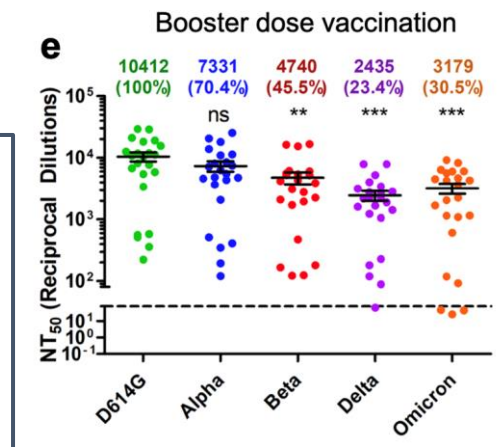 Booster dose vaccination
e
10412 7331 4740 2435 3179
(100%) (70.4%) (45.5%) (23.4%) (30.5%)
ns ** *** ***
NT50 (Reciprocal Dilutions)
10^5
10^4
10^3
10^2
10^1
10^0
10^-1
D614G Alpha Beta Delta Omicron